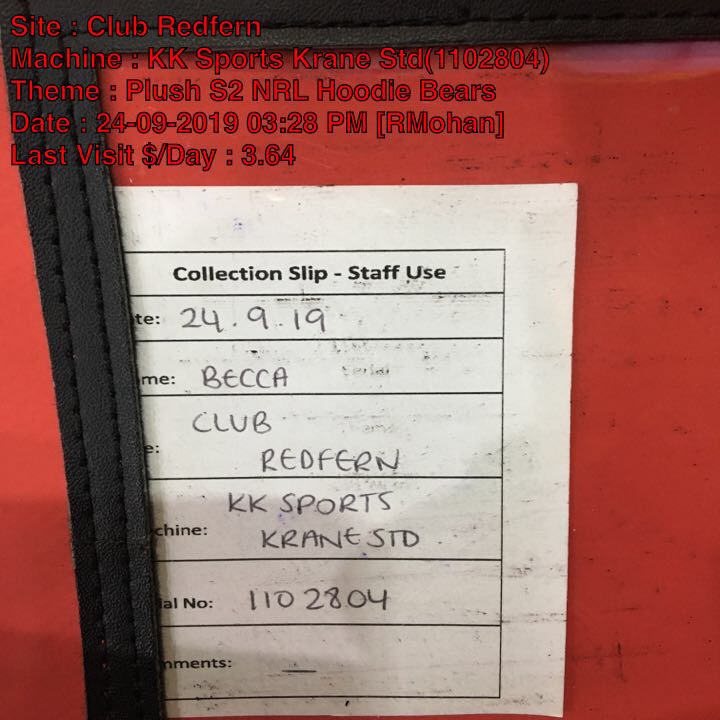 Site : Club Redfern
Machine : KK Sports Krane Std(1102804)
Theme : Plush S2 NRL Hoodie Bears
Date : 24-09-2019 03:28 PM [RMohan]
Last Visit $/Day : 3.64
Collection Slip - Staff Use
te: 24.9.19
me: BECCA
CLUB
e: REDFERN
KK SPORTS
chine: KRANE STD
ial No: 1102804
mments: —